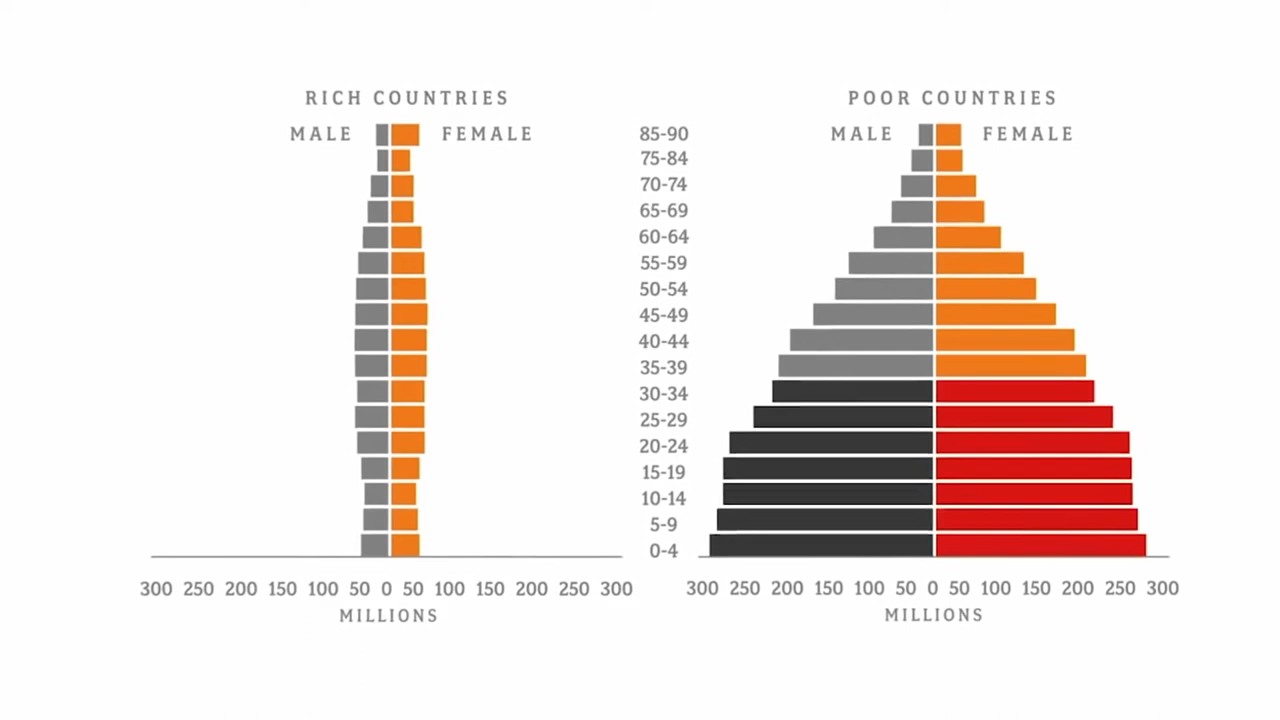 RICH COUNTRIES
POOR COUNTRIES
MALE FEMALE
MALE FEMALE
85-90
75-84
70-74
65-69
60-64
55-59
50-54
45-49
40-44
35-39
30-34
25-29
20-24
15-19
10-14
5-9
0-4
300 250 200 150 100 50 0 50 100 150 200 250 300
MILLIONS
300 250 200 150 100 50 0 50 100 150 200 250 300
MILLIONS